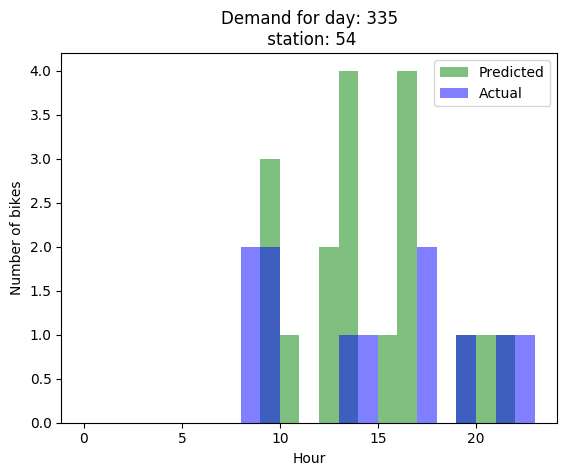 Demand for day: 335
station: 54
Predicted
Actual
Number of bikes
4.0
3.5
3.0
2.5
2.0
1.5
1.0
0.5
0.0
0 5 10 15 20
Hour